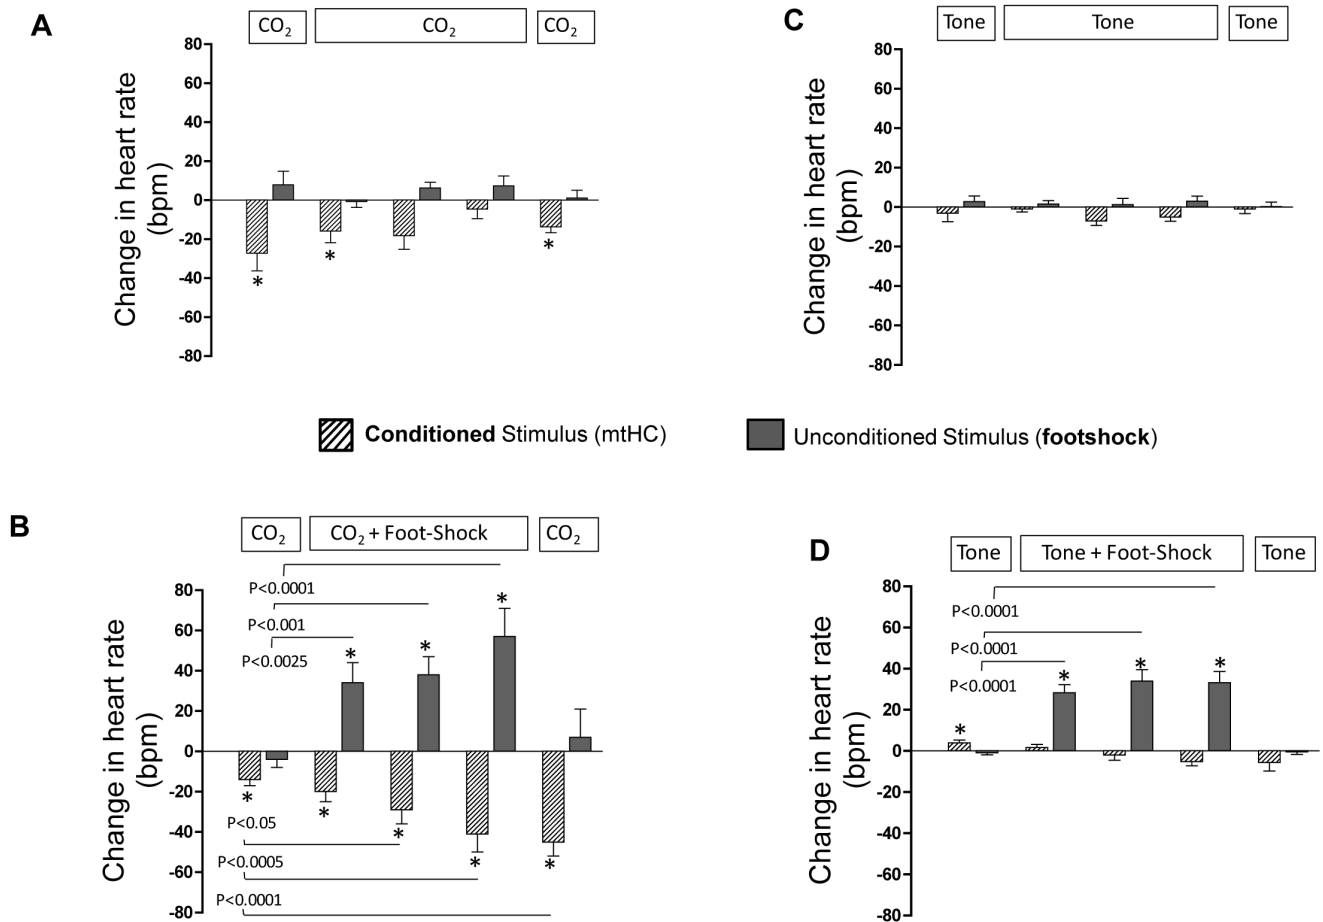 A
CO2
CO2
CO2
80
60
40
20
0
-20
-40
-60
-80
Change in heart rate
(bpm)
*
*
*
C
Tone
Tone
Tone
80
60
40
20
0
-20
-40
-60
-80
Change in heart rate
(bpm)
Conditioned Stimulus (mtHC)
Unconditioned Stimulus (footshock)
B
CO2
CO2 + Foot-Shock
CO2
80
60
40
20
0
-20
-40
-60
-80
Change in heart rate
(bpm)
P<0.0001
P<0.001
P<0.0025
*
*
*
*
*
*
*
*
P<0.05
P<0.0005
P<0.0001
D
Tone
Tone + Foot-Shock
Tone
80
60
40
20
0
-20
-40
-60
-80
Change in heart rate
(bpm)
P<0.0001
P<0.0001
P<0.0001
*
*
*
*